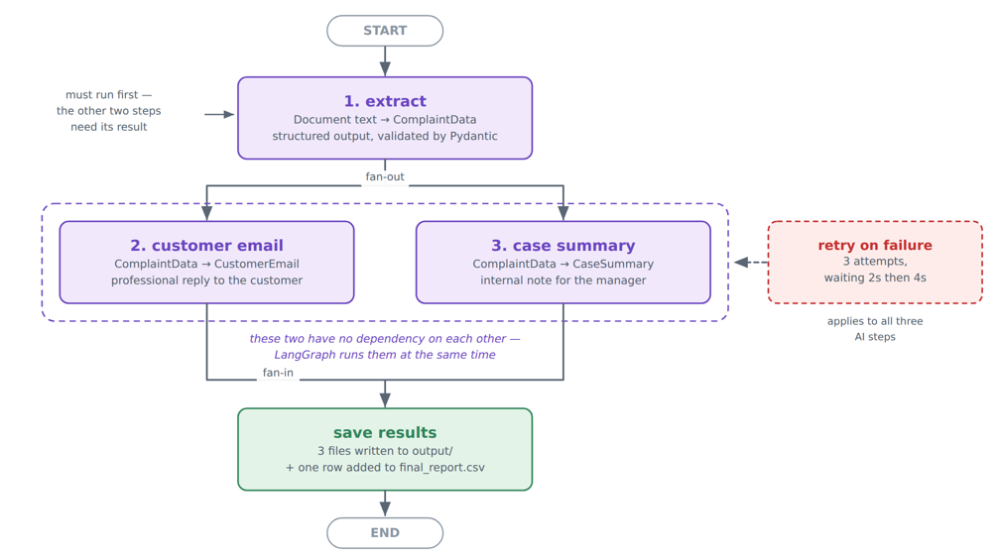 START
must run first —
the other two steps
need its result
1. extract
Document text → ComplaintData
structured output, validated by Pydantic
fan-out
2. customer email
ComplaintData → CustomerEmail
professional reply to the customer
3. case summary
ComplaintData → CaseSummary
internal note for the manager
retry on failure
3 attempts,
waiting 2s then 4s
applies to all three
AI steps
these two have no dependency on each other —
LangGraph runs them at the same time
fan-in
save results
3 files written to output/
+ one row added to final_report.csv
END